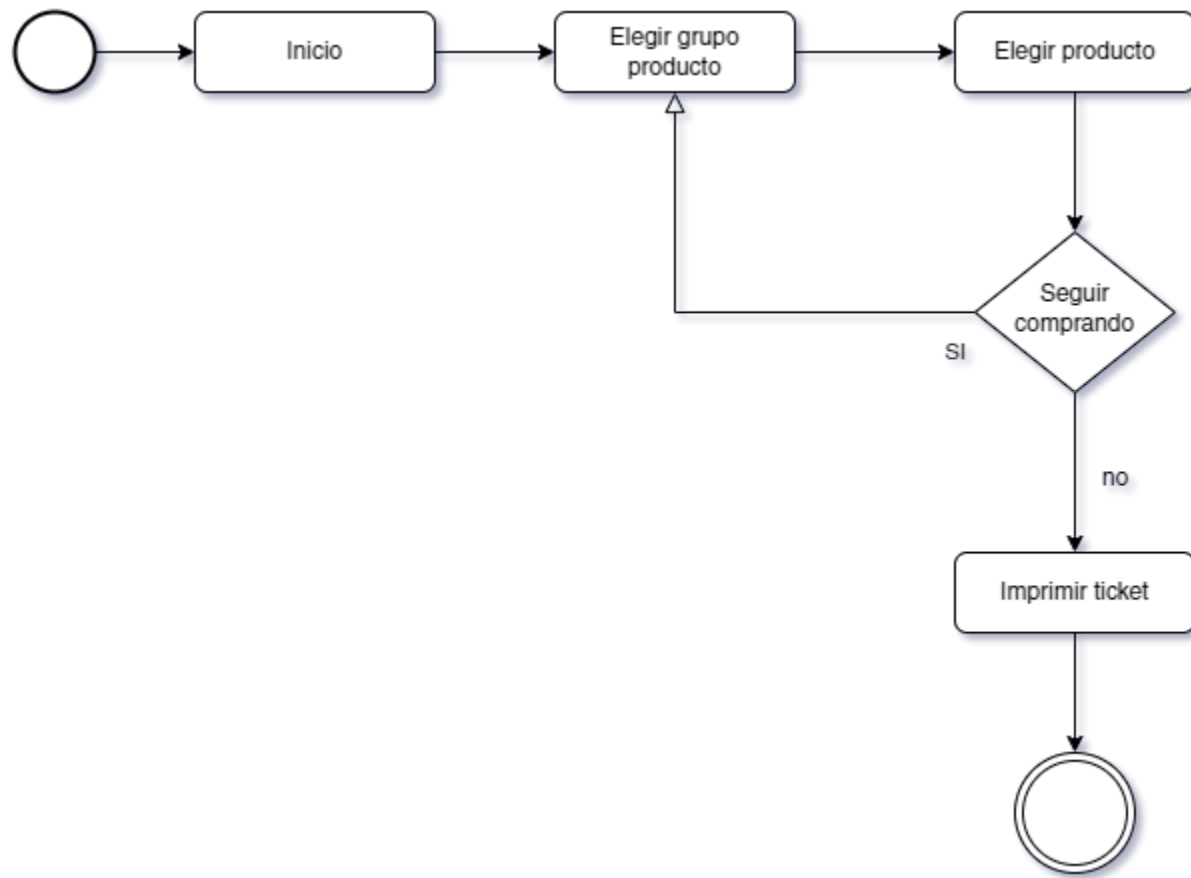 Inicio
Elegir grupo
producto
Elegir producto
Seguir
comprando
SI
no
Imprimir ticket